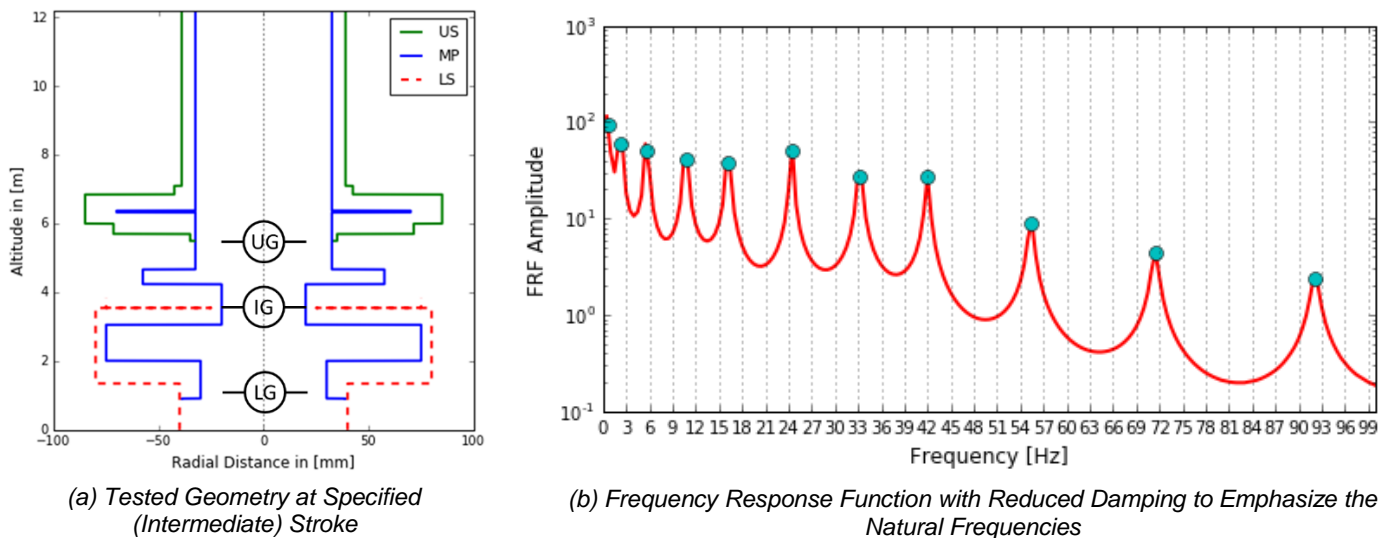 12
10
8
6
4
2
0
Altitude in [m]
−100
−50
0
50
100
Radial Distance in [mm]
US
MP
LS
UG
IG
LG
(a) Tested Geometry at Specified
(Intermediate) Stroke
10³
10²
10¹
10⁰
10⁻¹
FRF Amplitude
0 3 6 9 12 15 18 21 24 27 30 33 36 39 42 45 48 51 54 57 60 63 66 69 72 75 78 81 84 87 90 93 96 99
Frequency [Hz]
(b) Frequency Response Function with Reduced Damping to Emphasize the
Natural Frequencies